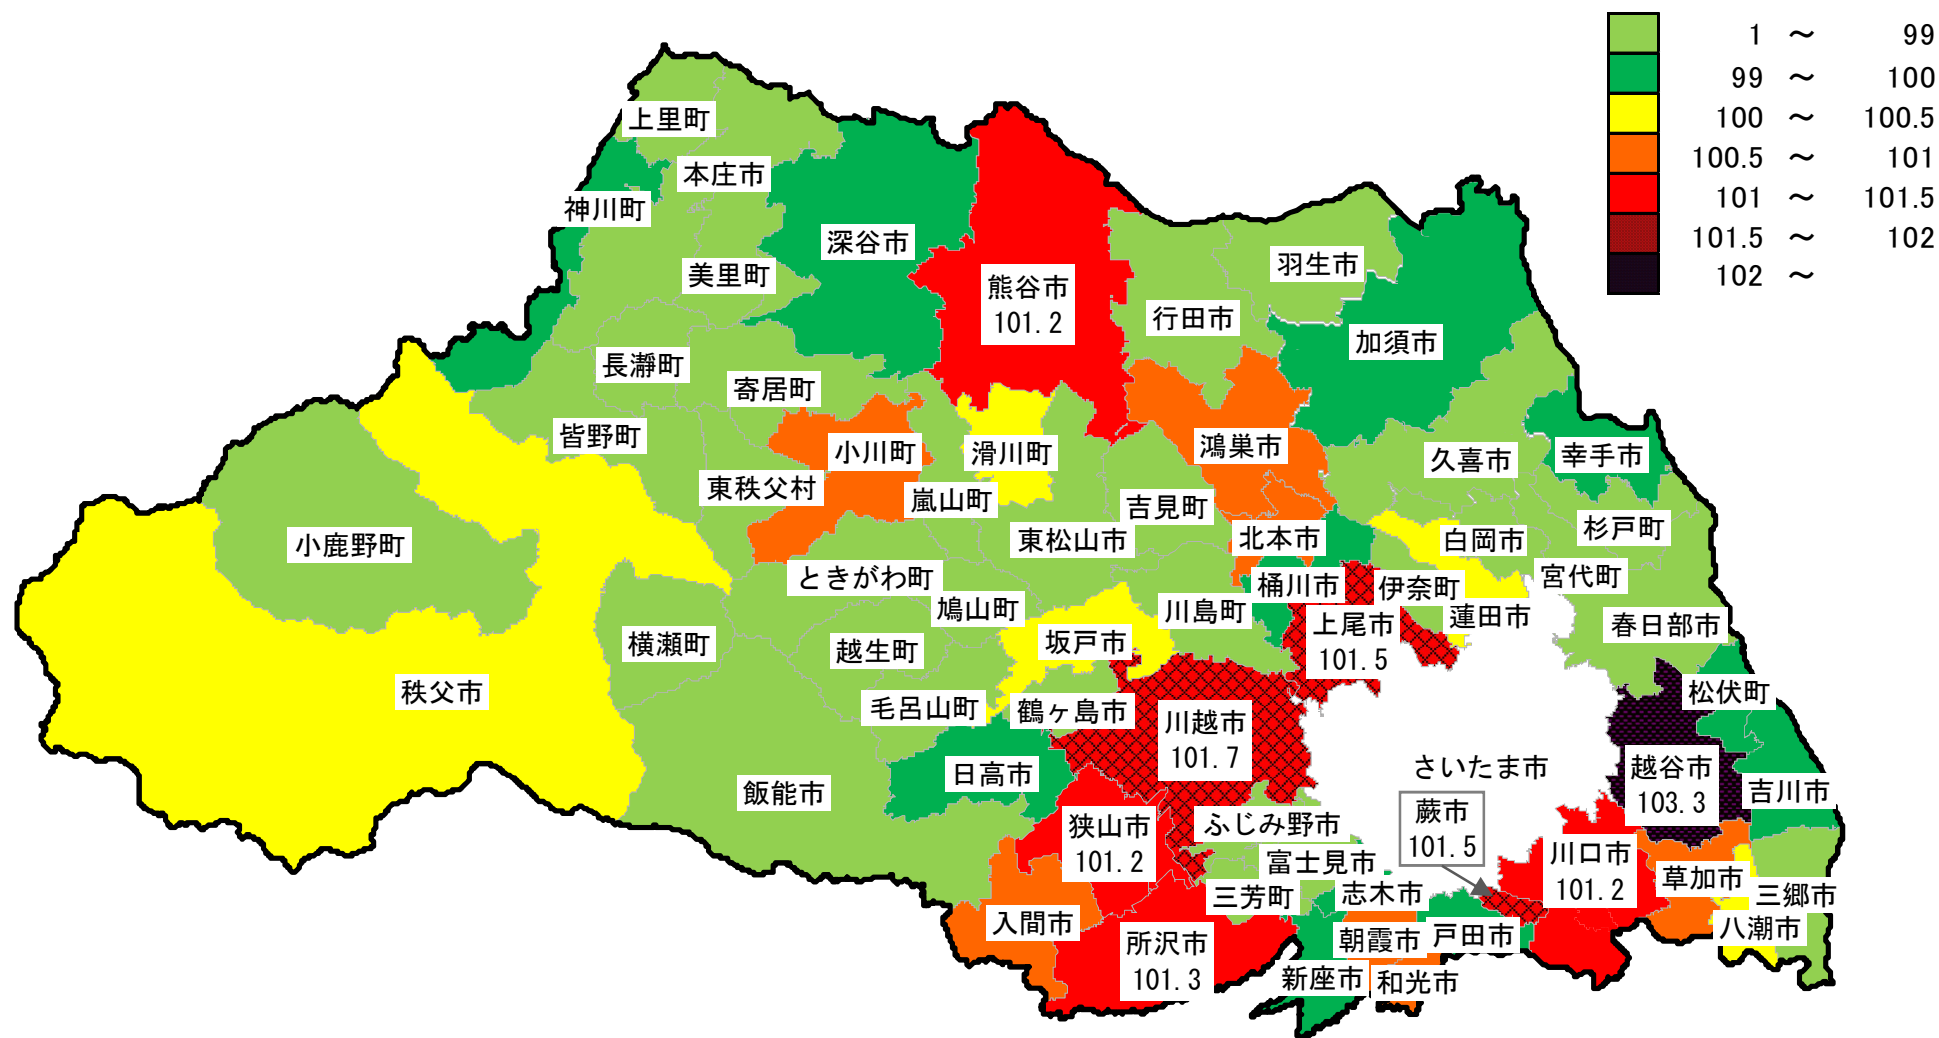 1 ～ 99
99 ～ 100
100 ～ 100.5
100.5 ～ 101
101 ～ 101.5
101.5 ～ 102
102 ～
上里町
本庄市
神川町
深谷市
美里町
熊谷市
101.2
羽生市
行田市
加須市
長瀞町
寄居町
皆野町
小川町
滑川町
鴻巣市
久喜市
幸手市
東秩父村
嵐山町
吉見町
小鹿野町
東松山市
北本市
白岡市
杉戸町
ときがわ町
桶川市
伊奈町
宮代町
鳩山町
川島町
蓮田市
横瀬町
越生町
坂戸市
上尾市
101.5
春日部市
秩父市
毛呂山町
鶴ヶ島市
川越市
101.7
松伏町
日高市
さいたま市
越谷市
103.3
吉川市
飯能市
狭山市
101.2
ふじみ野市
蕨市
101.5
富士見市
川口市
101.2
草加市
三郷市
三芳町
志木市
入間市
所沢市
101.3
朝霞市
戸田市
八潮市
新座市
和光市